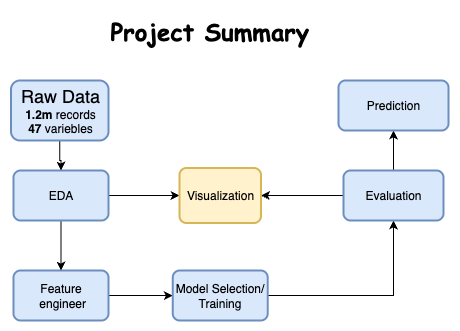 Project Summary
Raw Data
1.2m records
47 variebles
Prediction
EDA
Visualization
Evaluation
Feature
engineer
Model Selection/
Training